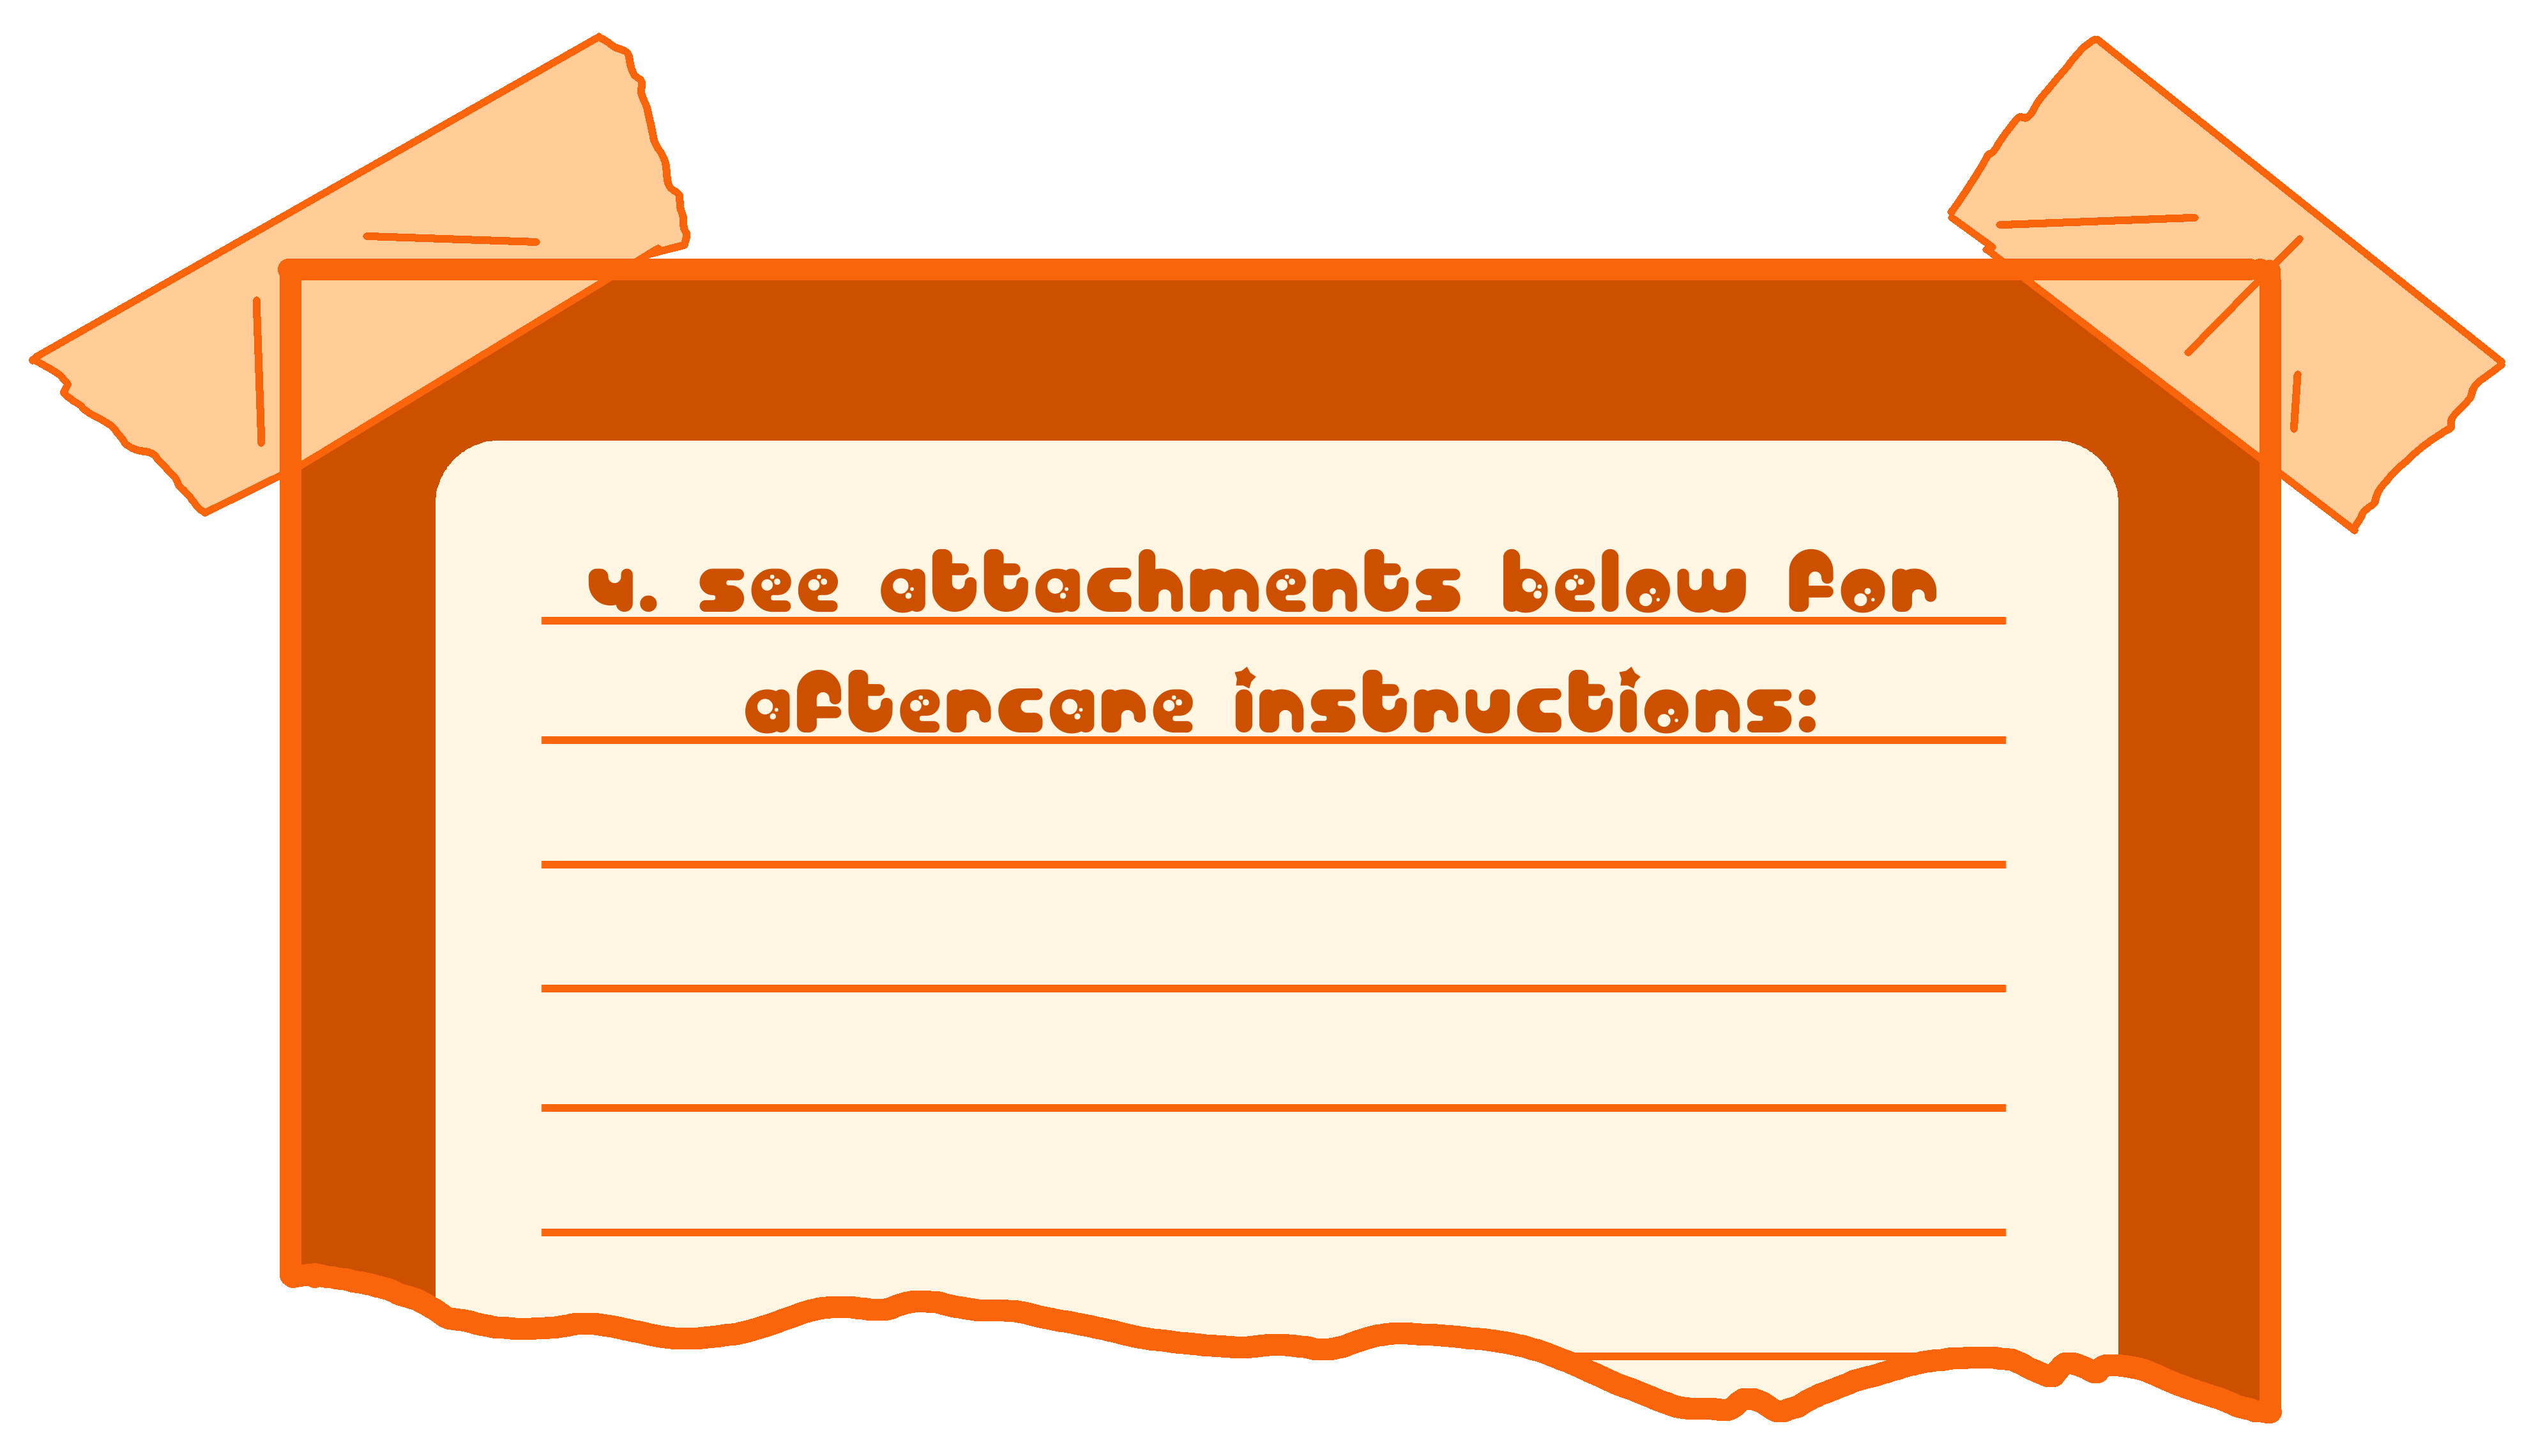 4. see attachments below for
aftercare instructions: